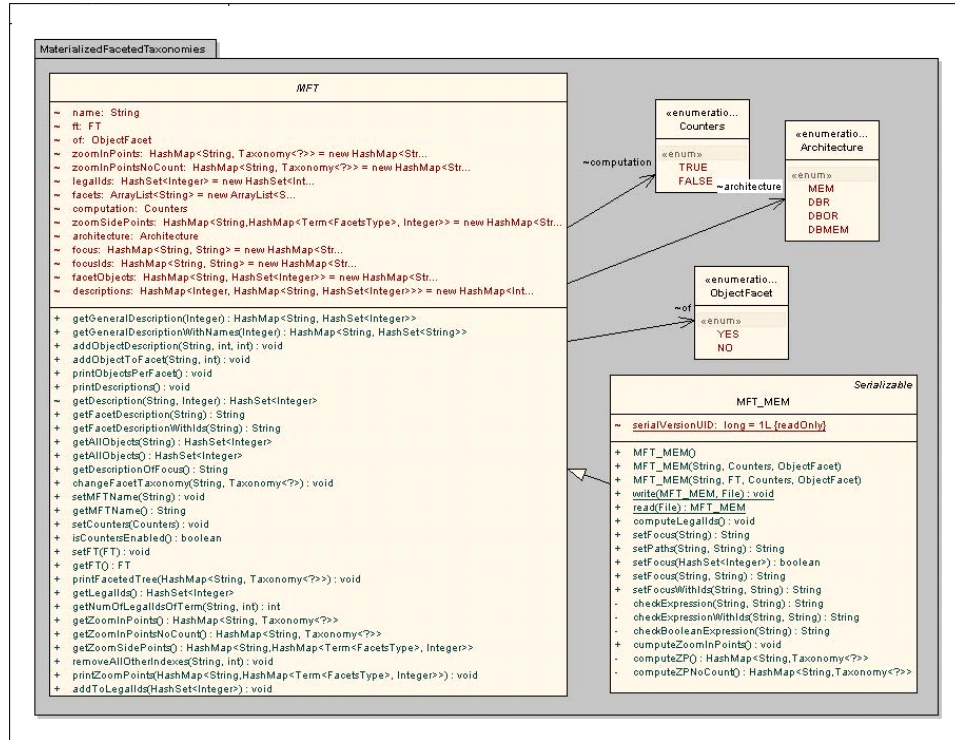 MaterializedFacetedTaxonomies
MFT
~ name: String
~ ft: FT
~ of: ObjectFacet
~ zoomInPoints: HashMap<String, Taxonomy<?>> = new HashMap<Str...
~ zoomInPointsNoCount: HashMap<String, Taxonomy<?>> = new HashMap<Str...
~ legalIds: HashSet<Integer> = new HashSet<Int...
~ facets: ArrayList<String> = new ArrayList<S...
~ computation: Counters
~ zoomSidePoints: HashMap<String,HashMap<Term<FacetsType>, Integer>> = new HashMap<Str...
~ architecture: Architecture
~ focus: HashMap<String, String> = new HashMap<Str...
~ focusIds: HashMap<String, String> = new HashMap<Str...
~ facetObjects: HashMap<String, HashSet<Integer>> = new HashMap<Str...
~ descriptions: HashMap<Integer, HashMap<String, HashSet<Integer>>> = new HashMap<Int...
+ getGeneralDescription(Integer) : HashMap<String, HashSet<Integer>>
+ getGeneralDescriptionWithNames(Integer) : HashMap<String, HashSet<String>>
+ addObjectDescription(String, int, int) : void
+ addObjectToFacet(String, int) : void
+ printObjectsPerFacet() : void
+ printDescriptions() : void
~ getDescription(String, Integer) : HashSet<Integer>
+ getFacetDescription(String) : String
+ getFacetDescriptionWithIds(String) : String
+ getAllObjects(String) : HashSet<Integer>
+ getAllObjects() : HashSet<Integer>
+ getDescriptionOfFocus() : String
+ changeFacetTaxonomy(String, Taxonomy<?>) : void
+ setMFTName(String) : void
+ getMFTName() : String
+ setCounters(Counters) : void
+ isCountersEnabled() : boolean
+ setFT(FT) : void
+ getFT() : FT
+ printFacetedTree(HashMap<String, Taxonomy<?>>) : void
+ getLegalIds() : HashSet<Integer>
+ getNumOfLegalIdsOfTerm(String, int) : int
+ getZoomInPoints() : HashMap<String, Taxonomy<?>>
+ getZoomInPointsNoCount() : HashMap<String, Taxonomy<?>>
+ getZoomSidePoints() : HashMap<String,HashMap<Term<FacetsType>, Integer>>
+ removeAllOtherIndexes(String, int) : void
+ printZoomPoints(HashMap<String,HashMap<Term<FacetsType>, Integer>>) : void
+ addToLegalIds(HashSet<Integer>) : void
~computation
«enumeratio...
Counters
«enum»
TRUE
FALSE
~architecture
«enumeratio...
Architecture
«enum»
MEM
DBR
DBOR
DBMEM
~of
«enumeratio...
ObjectFacet
«enum»
YES
NO
Serializable
MFT_MEM
~ serialVersionUID: long = 1L {readOnly}
+ MFT_MEM()
+ MFT_MEM(String, Counters, ObjectFacet)
+ MFT_MEM(String, FT, Counters, ObjectFacet)
+ write(MFT_MEM, File) : void
+ read(File) : MFT_MEM
+ computeLegalIds() : void
+ setFocus(String) : String
+ setPaths(String, String) : String
+ setFocus(HashSet<Integer>) : boolean
+ setFocus(String, String) : String
+ setFocusWithIds(String, String) : String
- checkExpression(String, String) : String
- checkExpressionWithIds(String, String) : String
- checkBooleanExpression(String) : String
+ cumputeZoomInPoints() : void
- computeZP() : HashMap<String,Taxonomy<?>>
- computeZPNoCount() : HashMap<String,Taxonomy<?>>